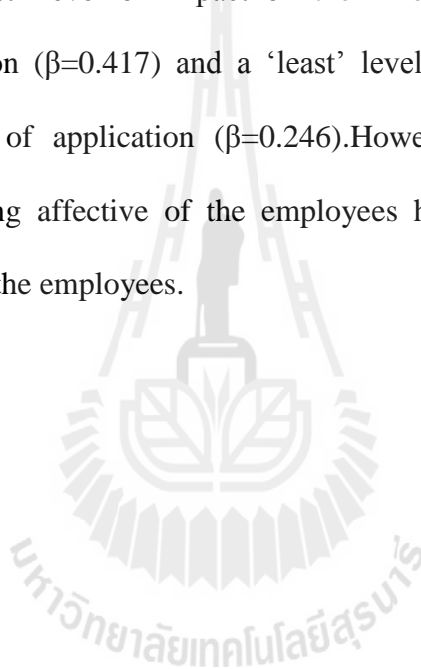 on (β=0.417) and a ‘least’ level
of application (β=0.246).Howe
ng affective of the employees h
the employees.
มหาวิทยาลัยเทคโนโลยีสุรนารี